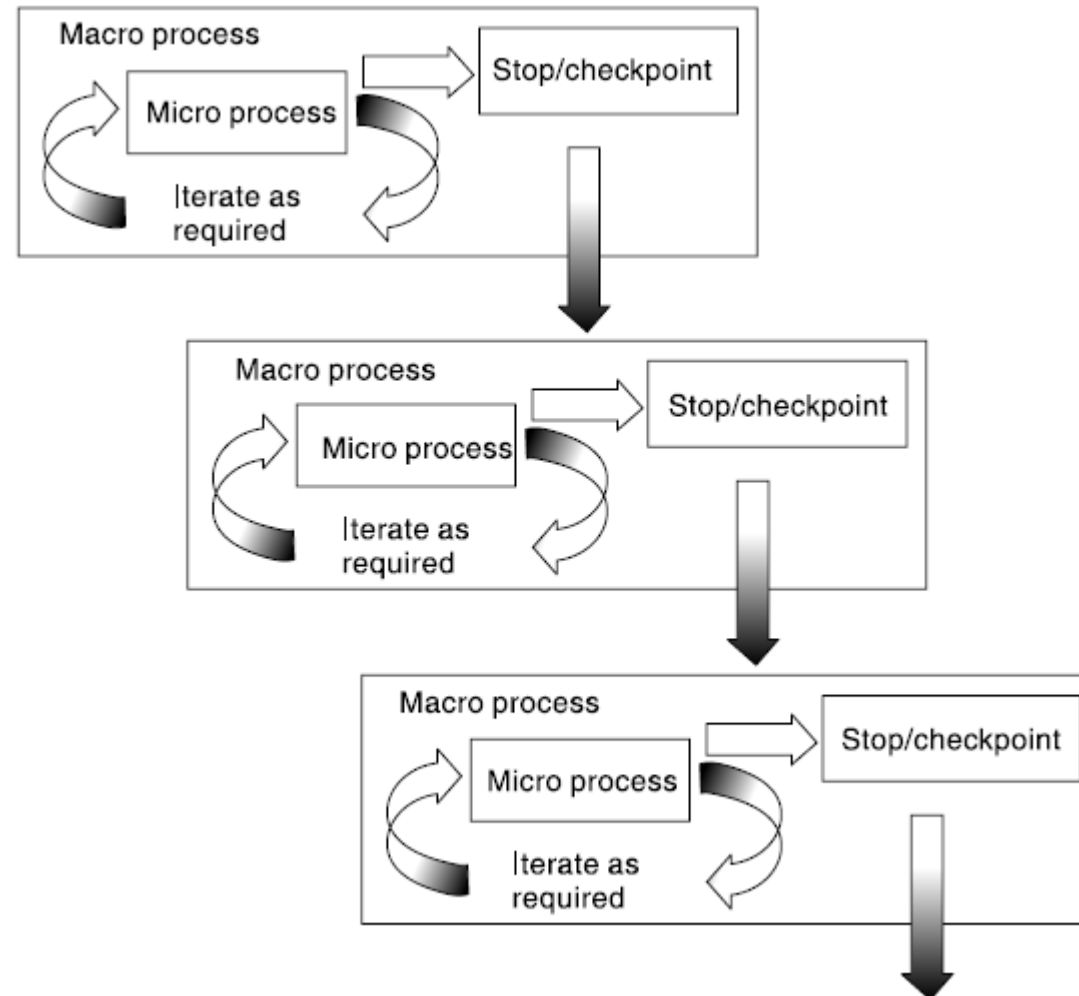 Macro process
Stop/checkpoint
Micro process
Iterate as
required
Macro process
Stop/checkpoint
Micro process
Iterate as
required
Macro process
Stop/checkpoint
Micro process
Iterate as
required